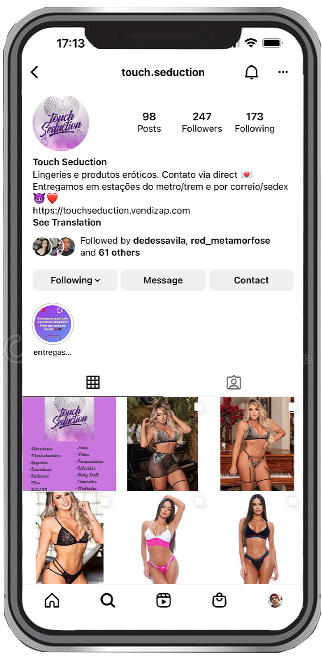 17:13
touch.seduction
Touch
Seduction
98
247
173
Posts
Followers
Following
Touch Seduction
Lingeries e produtos eróticos. Contato via direct 💌
Entregamos em estações do metro/trem e por correio/sedex
😈❤️
https://touchseduction.vendizap.com
See Translation
Followed by dedessavila, red_metamorfose
and 61 others
Following
Message
Contact
entregas...
Touch
Seduction